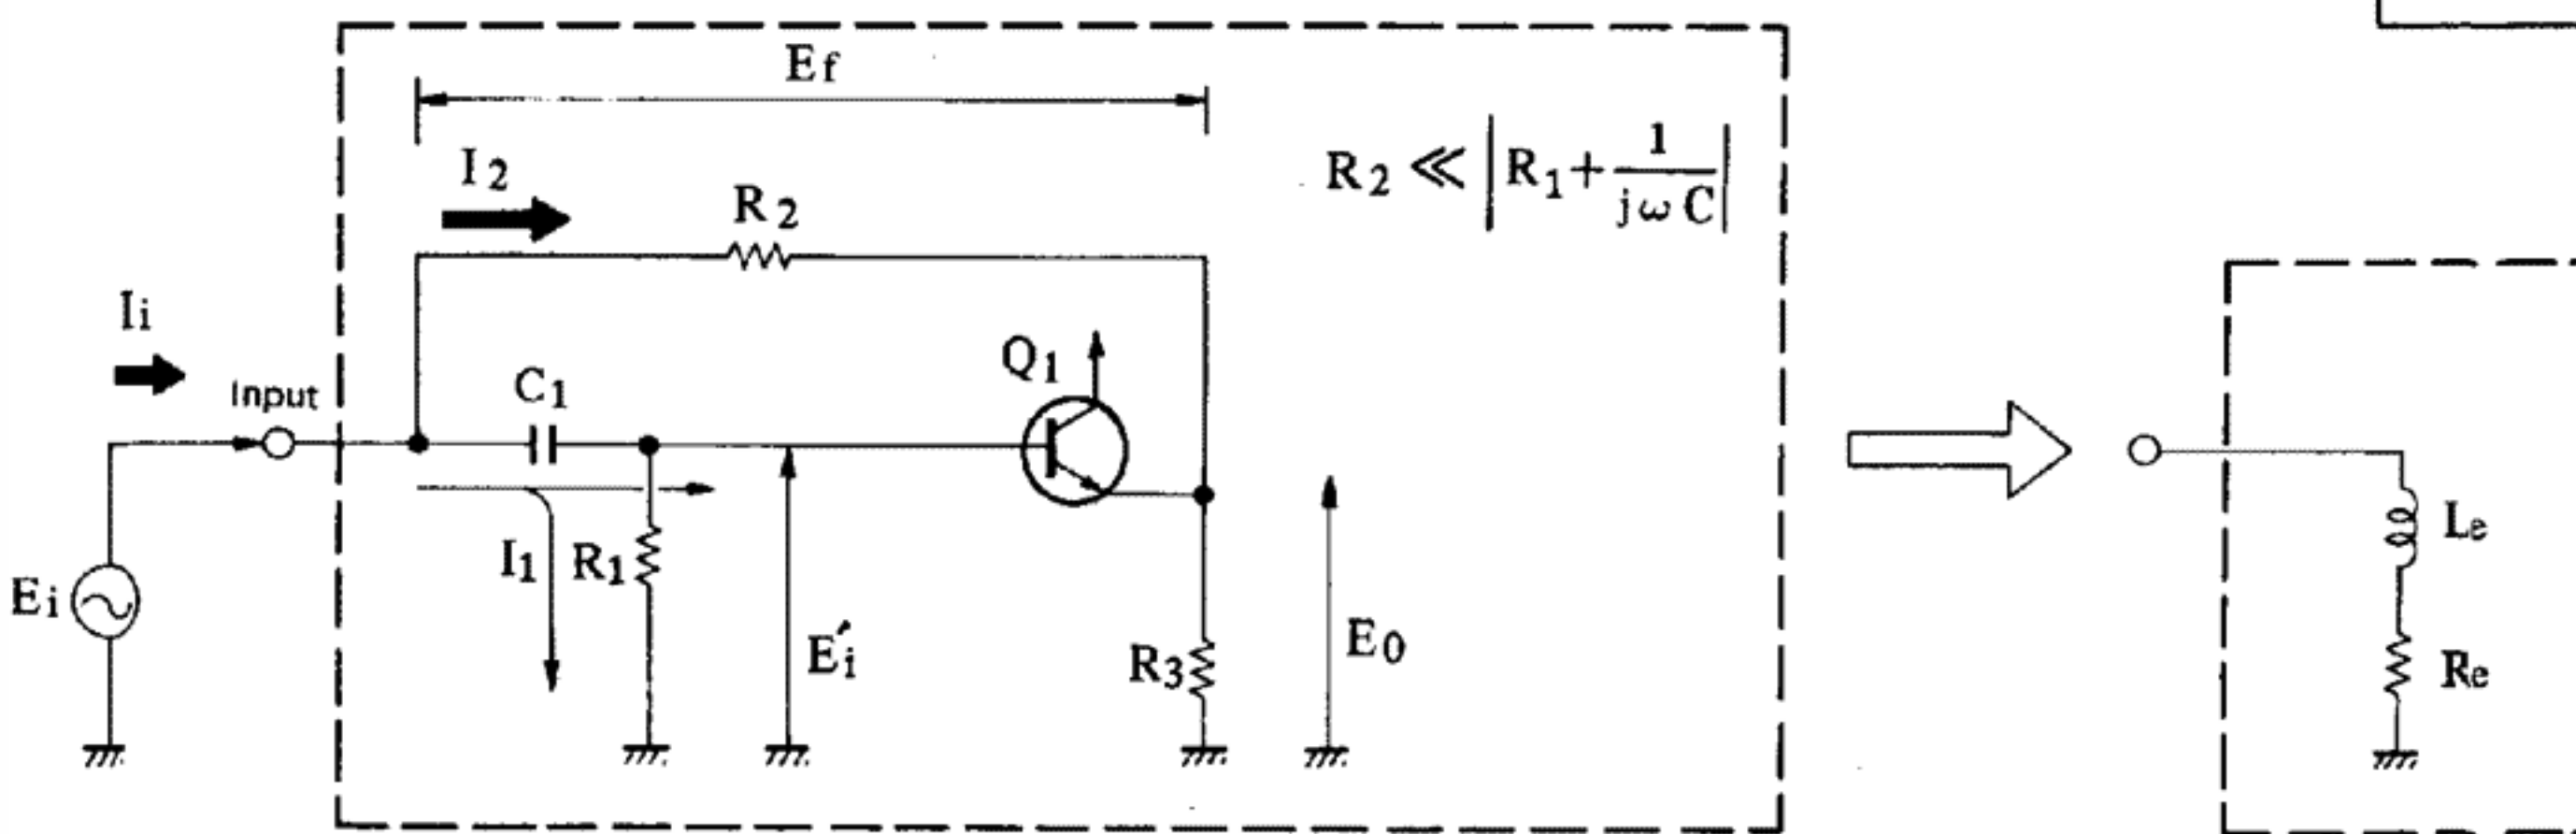 Ef
I2
R2
R2 ≪ |R1 + 1/(jωC)|
Ii
Input
C1
Q1
I1
R1
Ei
E′i
R3
E0
Le
Re